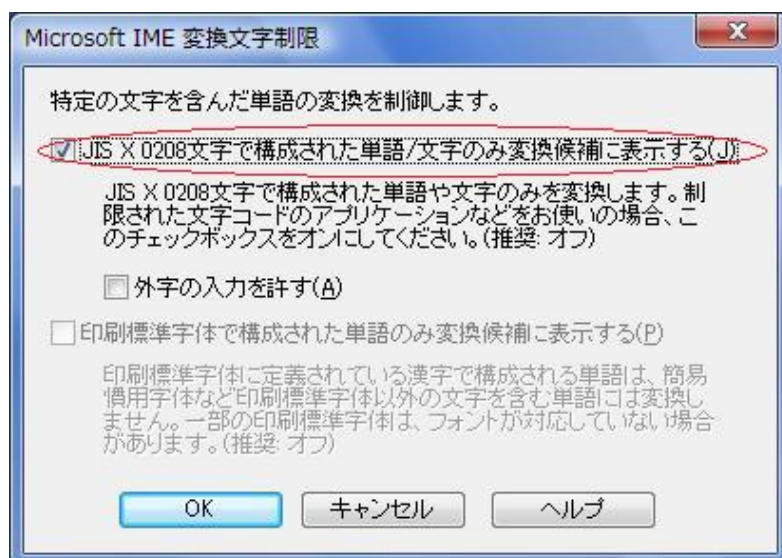 Microsoft IME 変換文字制限
特定の文字を含んだ単語の変換を制御します。
JIS X 0208文字で構成された単語/文字のみ変換候補に表示する(J)
JIS X 0208文字で構成された単語や文字のみを変換します。制
限された文字コードのアプリケーションなどをお使いの場合、こ
のチェックボックスをオンにしてください。(推奨: オフ)
外字の入力を許す(A)
印刷標準字体で構成された単語のみ変換候補に表示する(P)
印刷標準字体に定義されている漢字で構成される単語は、簡易
慣用字体など印刷標準字体以外の文字を含む単語には変換し
ません。一部の印刷標準字体は、フォントが対応していない場合
があります。(推奨: オフ)
OK キャンセル ヘルプ